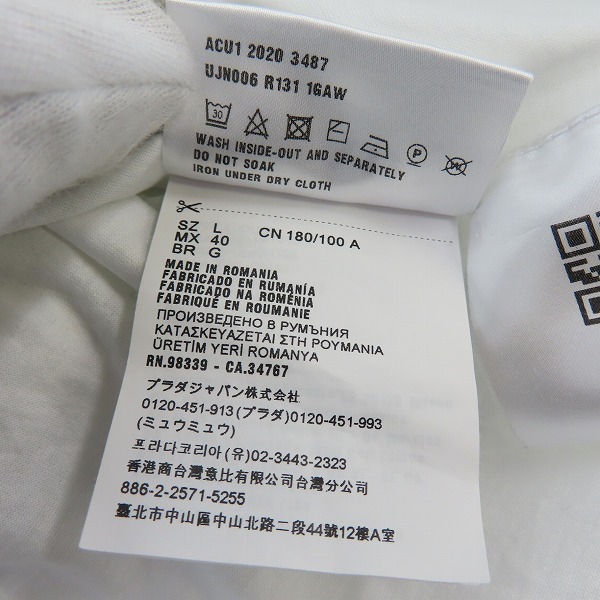 ACU1 2020 3487
UJN006 R131 1GAW
30 P W
WASH INSIDE-OUT AND SEPARATELY
DO NOT SOAK
IRON UNDER DRY CLOTH
SZ L CN 180/100 A
MX 40
BR G
MADE IN ROMANIA
FABRICADO EN RUMANÍA
FABRICADO NA ROMÉNIA
FABRIQUÉ EN ROUMANIE
ПРОИЗВЕДЕНО В РУМЪНИЯ
ΚΑΤΑΣΚΕΥΑΖΕΤΑΙ ΣΤΗ ΡΟΥΜΑΝΙΑ
ÜRETİM YERİ ROMANYA
RN.98339 - CA.34767
プラダジャパン株式会社
0120-451-913(プラダ)0120-451-993
(ミュウミュウ)
프라다코리아(유)02-3443-2323
香港商台灣意比有限公司台灣分公司
886-2-2571-5255
臺北市中山區中山北路二段44號12樓A室